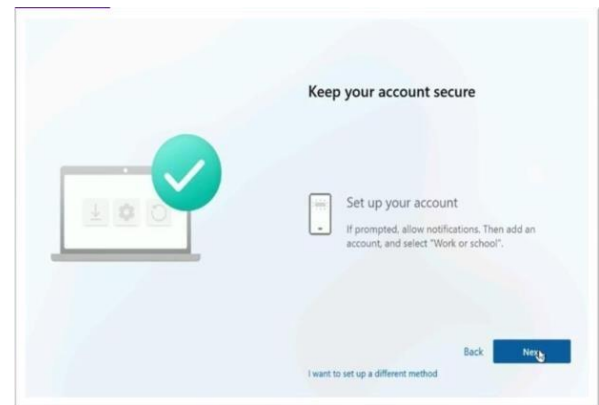 Keep your account secure
Set up your account
If prompted, allow notifications. Then add an
account, and select "Work or school".
Back
Next
I want to set up a different method